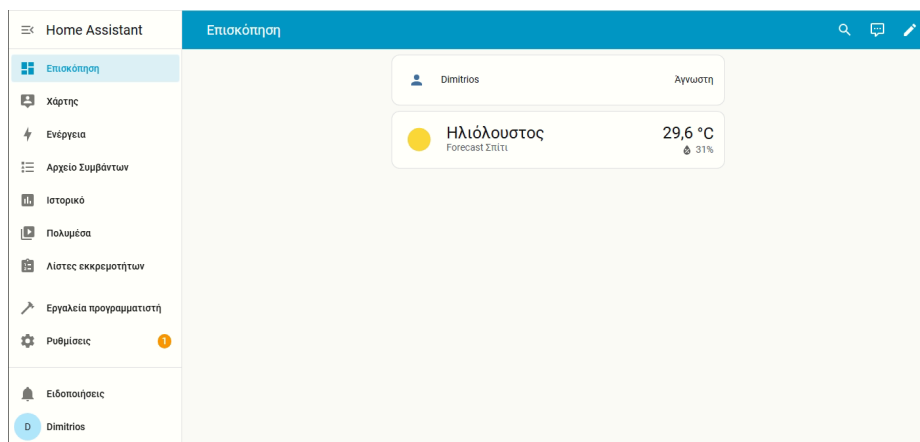 Home Assistant
Επισκόπηση
Επισκόπηση
Χάρτης
Ενέργεια
Αρχείο Συμβάντων
Ιστορικό
Πολυμέσα
Λίστες εκκρεμοτήτων
Εργαλεία προγραμματιστή
Ρυθμίσεις 1
Ειδοποιήσεις
D Dimitrios
Dimitrios Άγνωστη
Ηλιόλουστος 29,6 °C
Forecast Σπίτι 31%